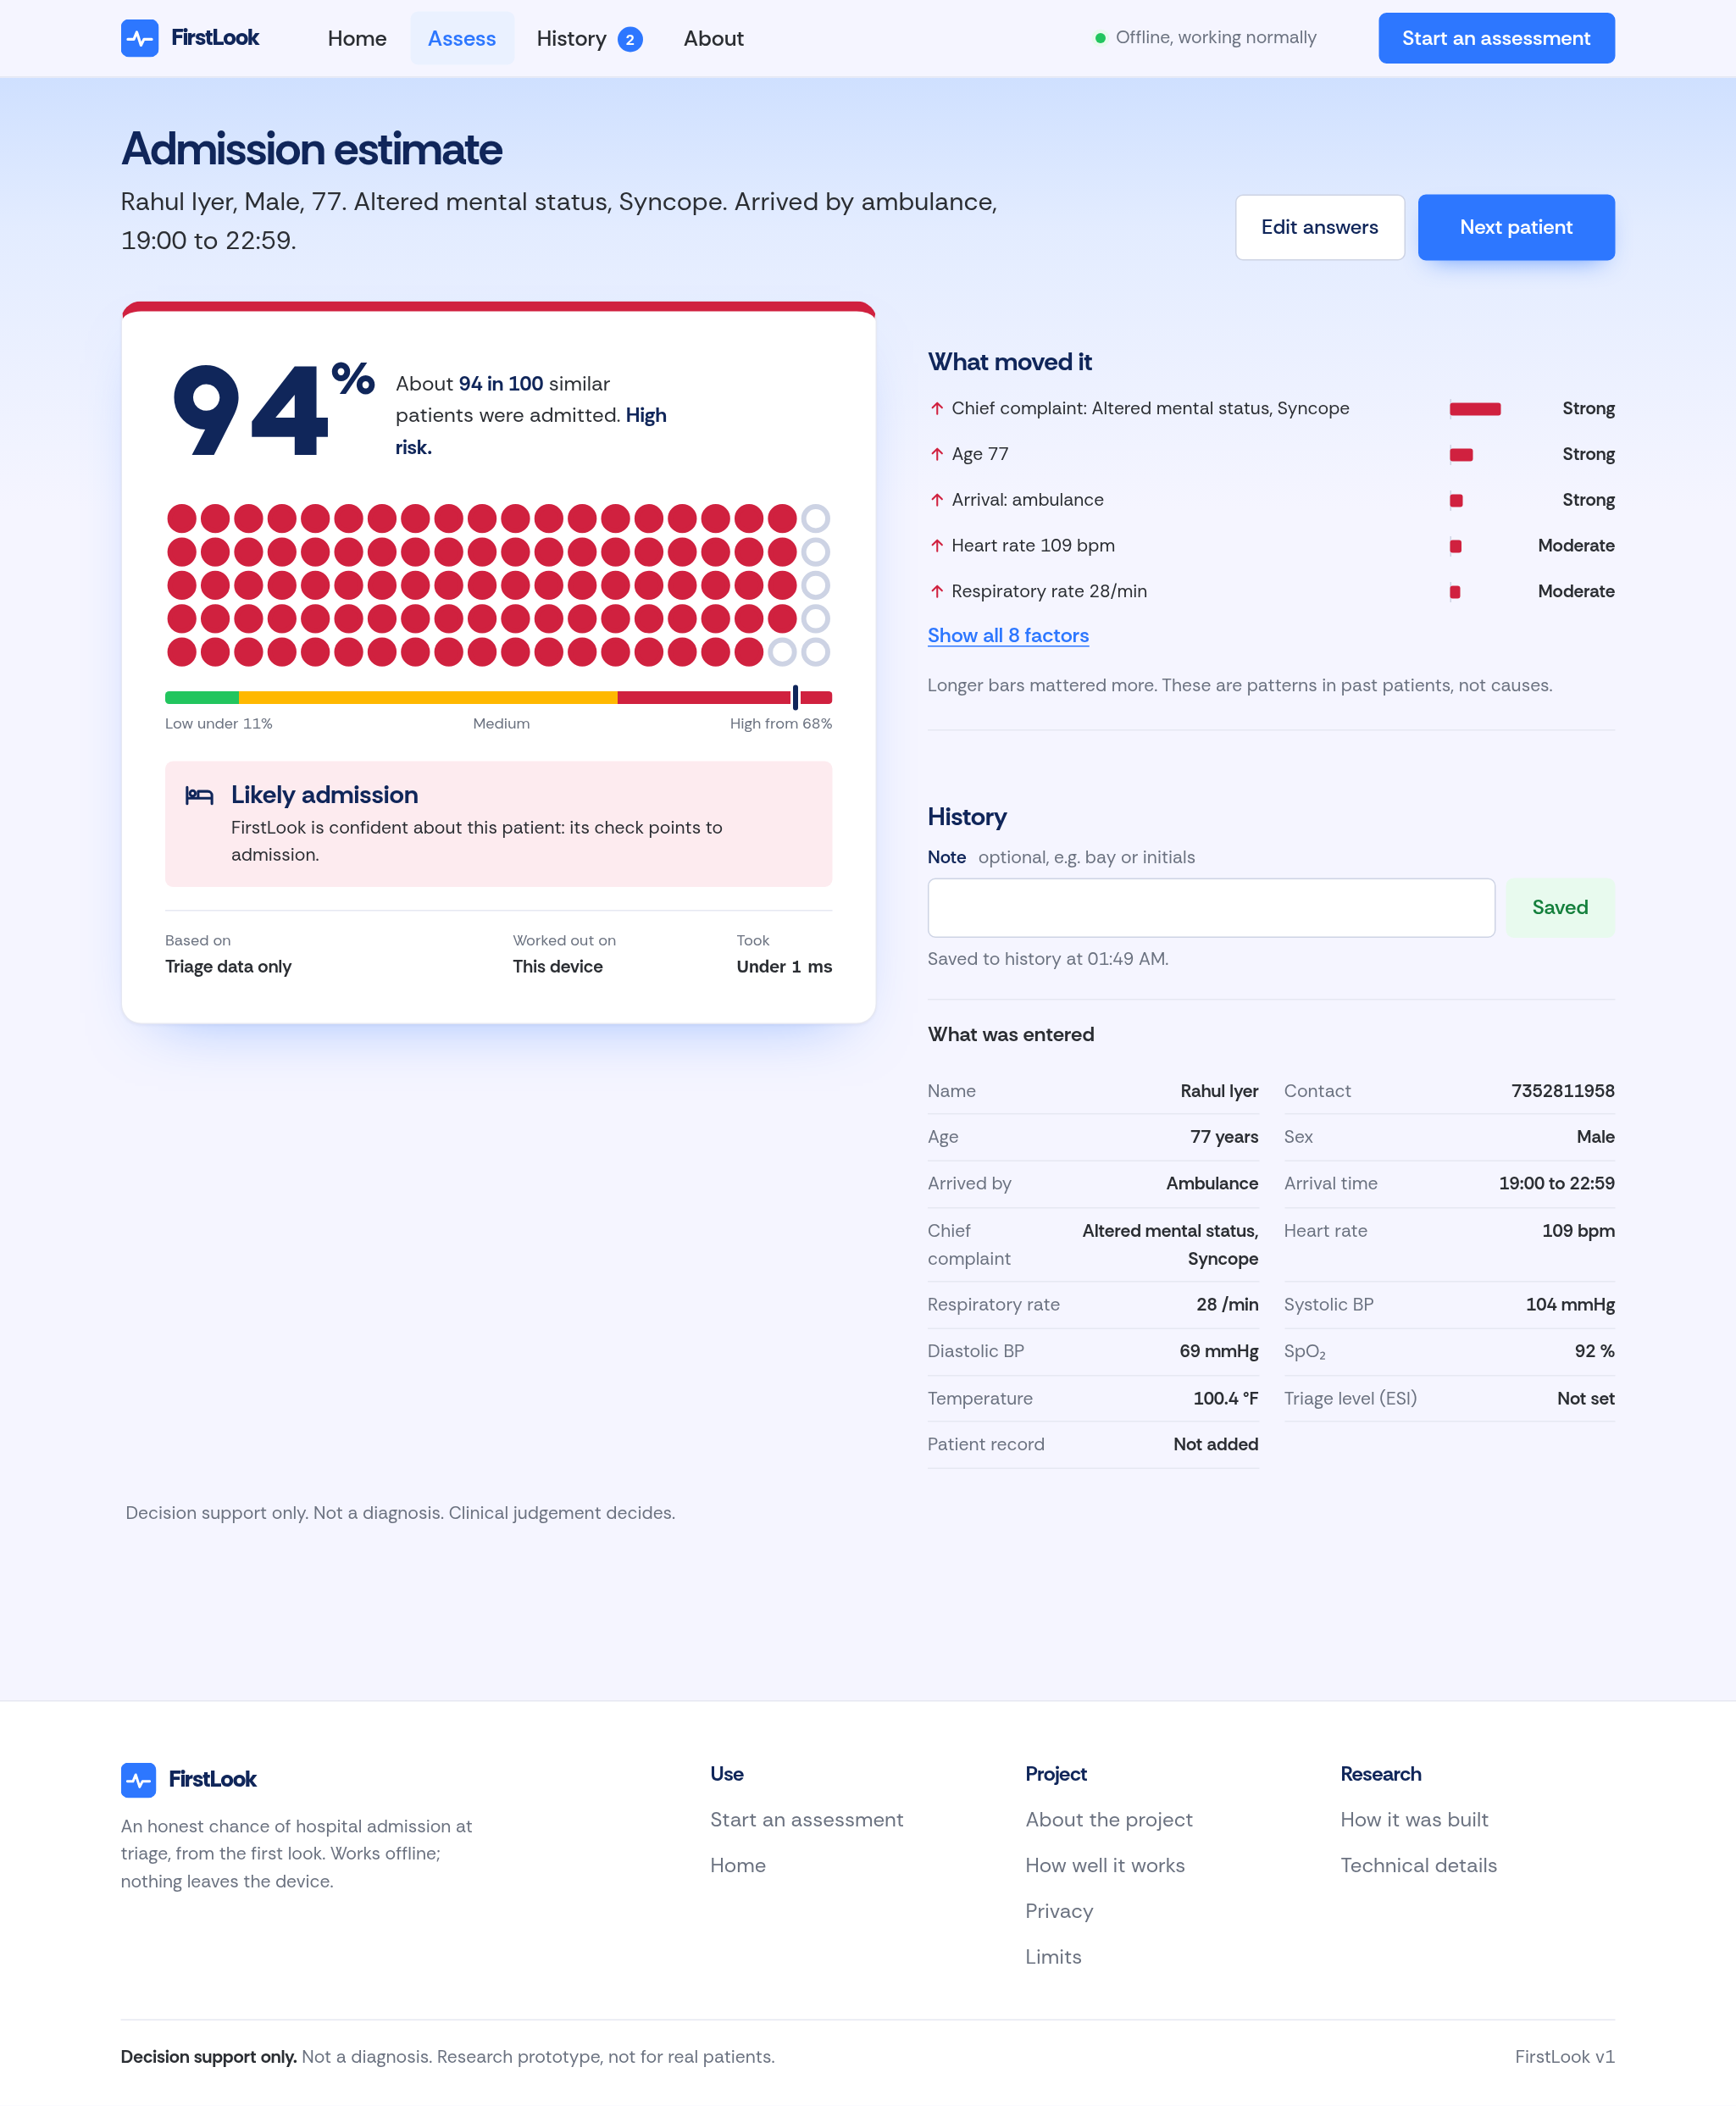 FirstLook
Home
Assess
History 2
About
Offline, working normally
Start an assessment
Admission estimate
Rahul Iyer, Male, 77. Altered mental status, Syncope. Arrived by ambulance,
19:00 to 22:59.
Edit answers
Next patient
94%
About 94 in 100 similar
patients were admitted. High
risk.
Low under 11%
Medium
High from 68%
Likely admission
FirstLook is confident about this patient: its check points to
admission.
Based on
Triage data only
Worked out on
This device
Took
Under 1 ms
What moved it
↑ Chief complaint: Altered mental status, Syncope Strong
↑ Age 77 Strong
↑ Arrival: ambulance Strong
↑ Heart rate 109 bpm Moderate
↑ Respiratory rate 28/min Moderate
Show all 8 factors
Longer bars mattered more. These are patterns in past patients, not causes.
History
Note optional, e.g. bay or initials
Saved
Saved to history at 01:49 AM.
What was entered
Name Rahul Iyer
Contact 7352811958
Age 77 years
Sex Male
Arrived by Ambulance
Arrival time 19:00 to 22:59
Chief complaint
Altered mental status, Syncope
Heart rate 109 bpm
Respiratory rate 28 /min
Systolic BP 104 mmHg
Diastolic BP 69 mmHg
SpO₂ 92 %
Temperature 100.4 °F
Triage level (ESI) Not set
Patient record Not added
Decision support only. Not a diagnosis. Clinical judgement decides.
FirstLook
An honest chance of hospital admission at
triage, from the first look. Works offline;
nothing leaves the device.
Use
Start an assessment
Home
Project
About the project
How well it works
Privacy
Limits
Research
How it was built
Technical details
Decision support only. Not a diagnosis. Research prototype, not for real patients.
FirstLook v1